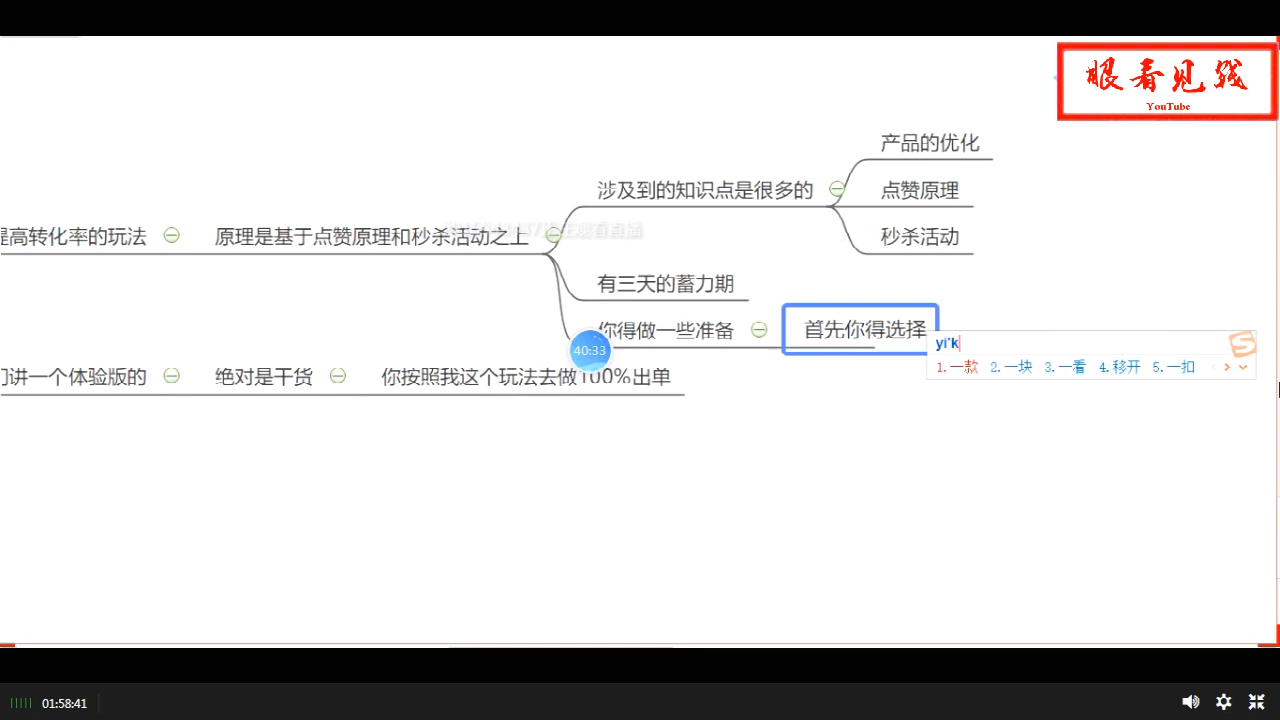 眼看见钱
YouTube
产品的优化
涉及到的知识点是很多的
点赞原理
提高转化率的玩法
原理是基于点赞原理和秒杀活动之上
秒杀活动
有三天的蓄力期
你得做一些准备
首先你得选择
yi'k
1.一款 2.一块 3.一看 4.移开 5.一扣
40:33
们讲一个体验版的
绝对是干货
你按照我这个玩法去做100%出单
01:58:41